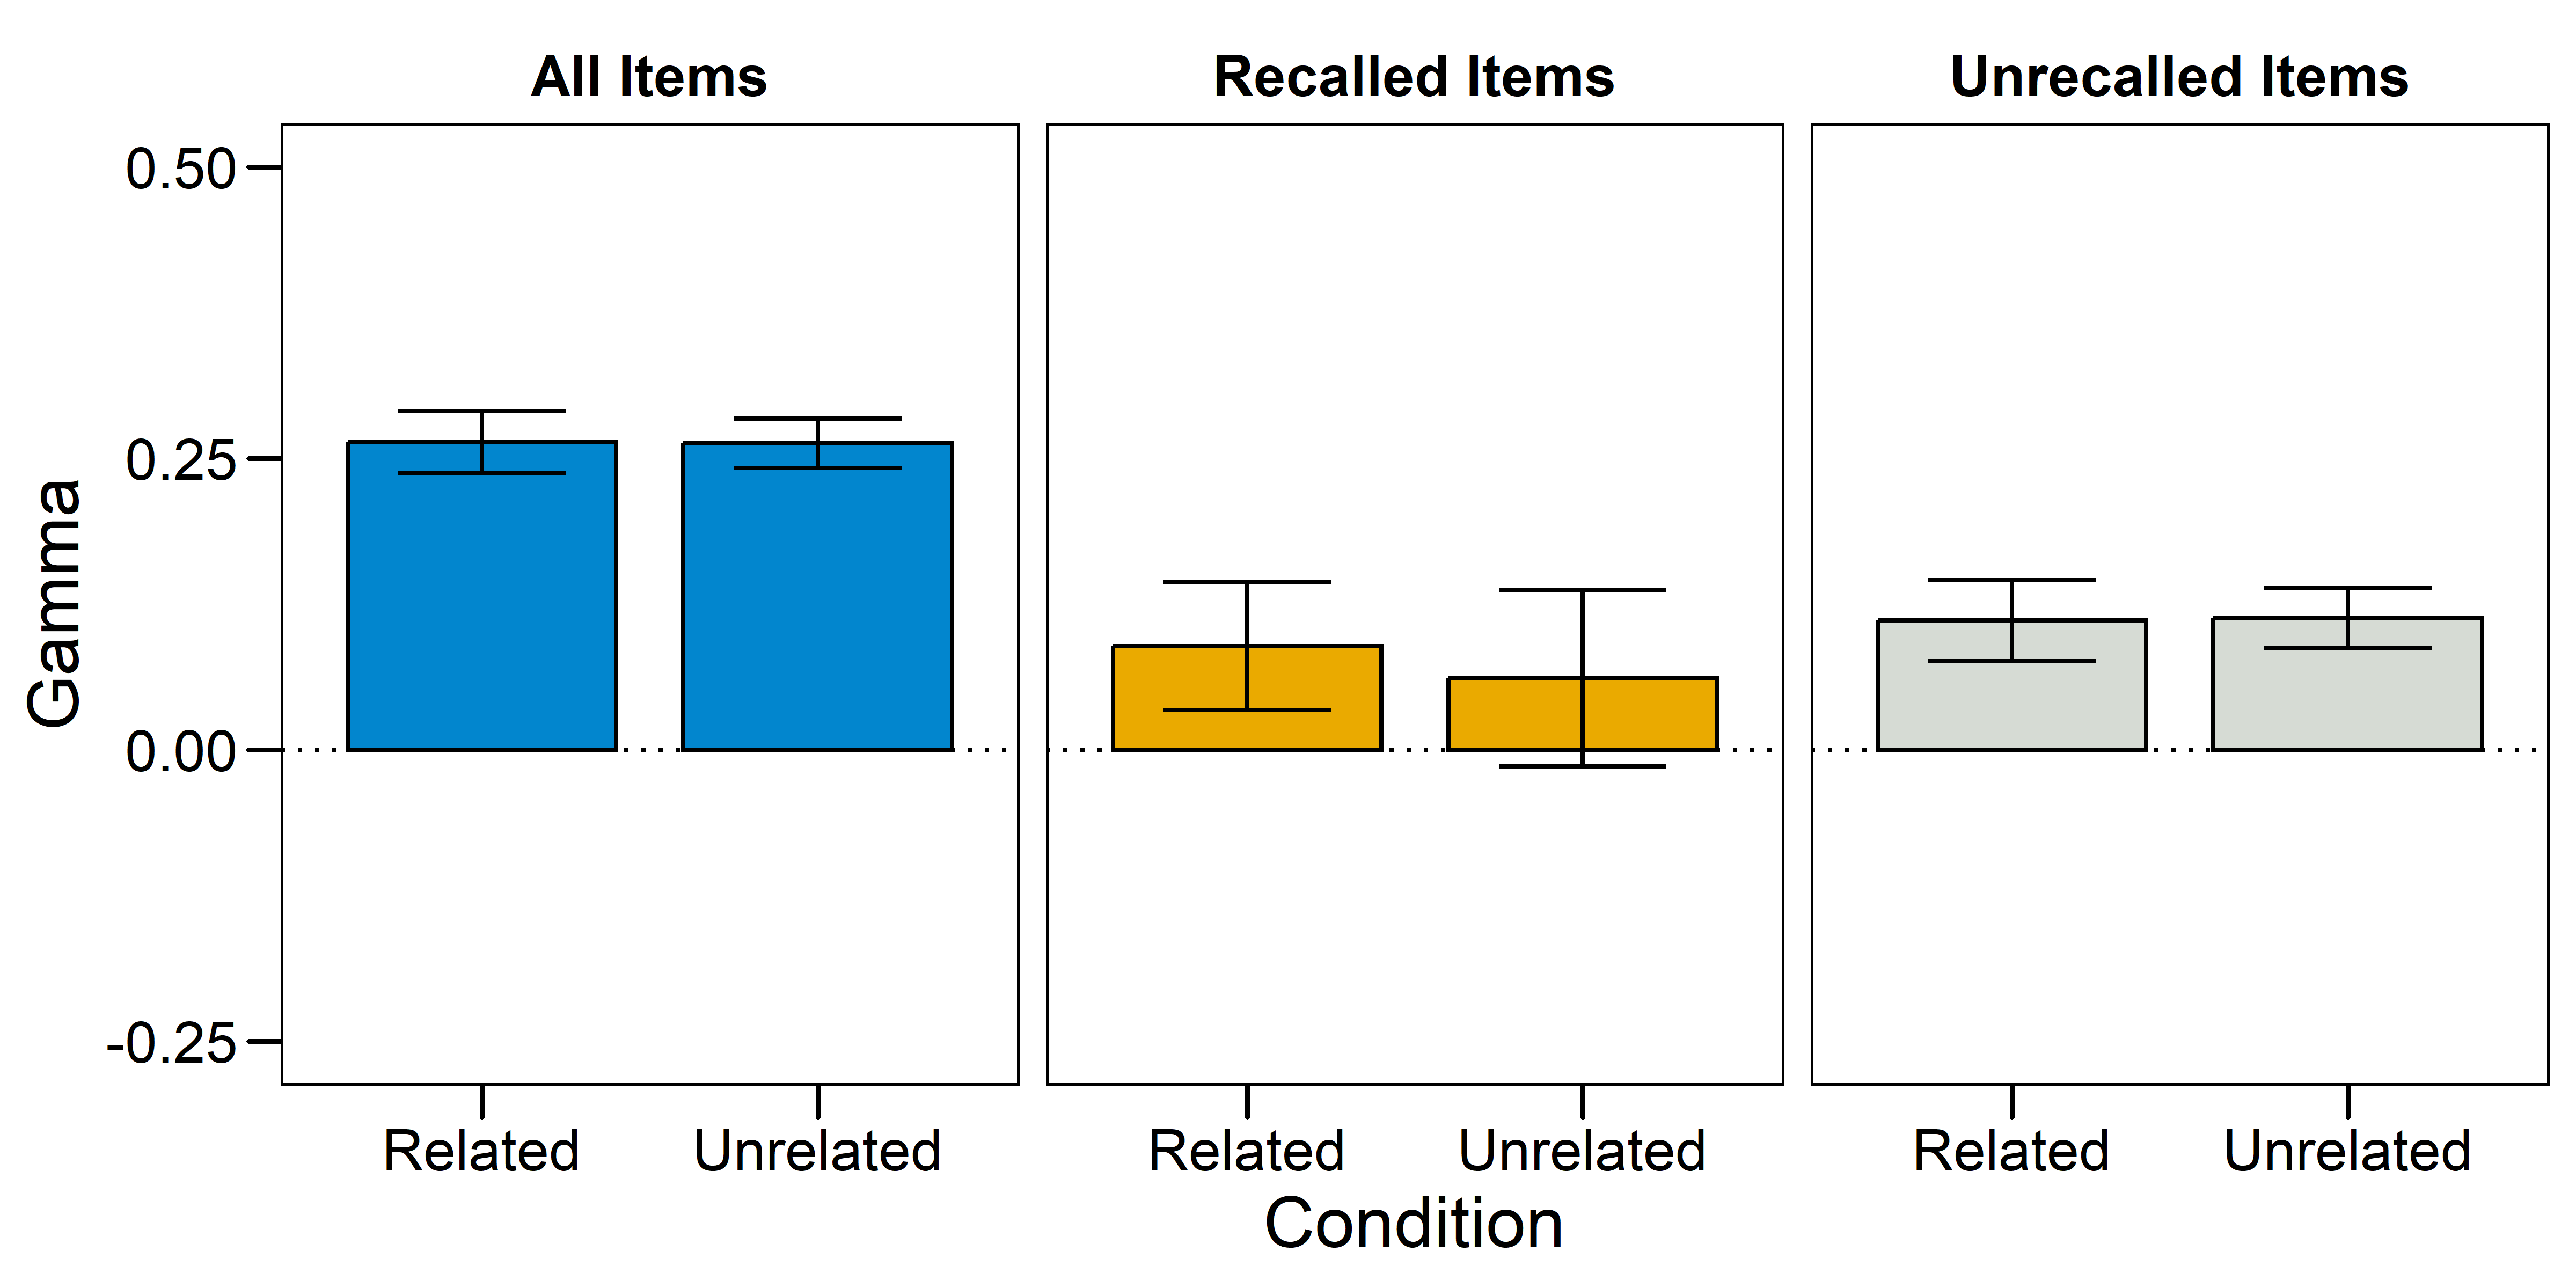 All Items Recalled Items Unrecalled Items
0.50
0.25
0.00
-0.25
Gamma
Related Unrelated Related Unrelated Related Unrelated
Condition